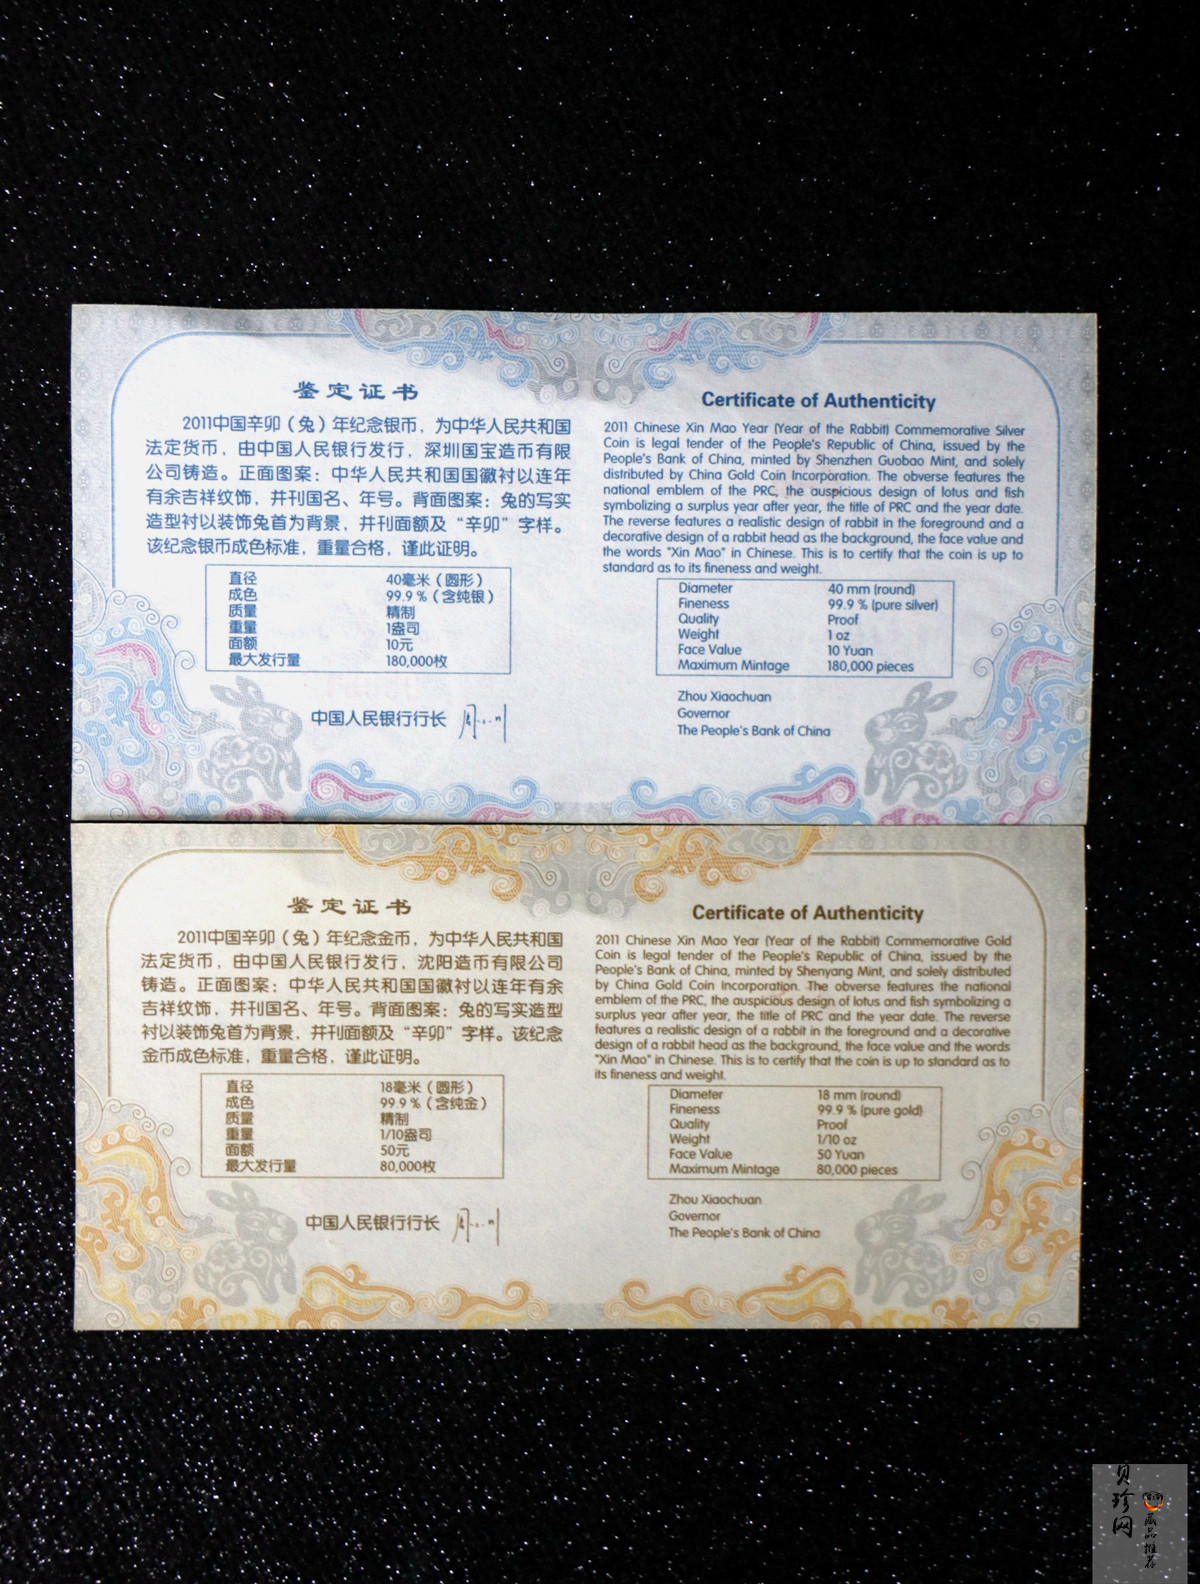 鉴定证书
2011中国辛卯（兔）年纪念银币，为中华人民共和国
法定货币，由中国人民银行发行，深圳国宝造币有限
公司铸造。正面图案：中华人民共和国国徽衬以连年
有余吉祥纹饰，并刊国名、年号。背面图案：兔的写实
造型衬以装饰兔首为背景，并刊面额及“辛卯”字样。
该纪念银币成色标准，重量合格，谨此证明。
直径 40毫米（圆形）
成色 99.9%（含纯银）
质量 精制
重量 1盎司
面额 10元
最大发行量 180,000枚
中国人民银行行长
Certificate of Authenticity
2011 Chinese Xin Mao Year (Year of the Rabbit) Commemorative Silver
Coin is legal tender of the People's Republic of China, issued by the
People's Bank of China, minted by Shenzhen Guobao Mint, and solely
distributed by China Gold Coin Incorporation. The obverse features the
national emblem of the PRC, the auspicious design of lotus and fish
symbolizing a surplus year after year, the title of PRC and the year date.
The reverse features a realistic design of rabbit in the foreground and a
decorative design of a rabbit head as the background, the face value and
the words "Xin Mao" in Chinese. This is to certify that the coin is up to
standard as to its fineness and weight.
Diameter 40 mm (round)
Fineness 99.9 % (pure silver)
Quality Proof
Weight 1 oz
Face Value 10 Yuan
Maximum Mintage 180,000 pieces
Zhou Xiaochuan
Governor
The People's Bank of China
鉴定证书
2011中国辛卯（兔）年纪念金币，为中华人民共和国
法定货币，由中国人民银行发行，沈阳造币有限公司
铸造。正面图案：中华人民共和国国徽衬以连年有余
吉祥纹饰，并刊国名、年号。背面图案：兔的写实造型
衬以装饰兔首为背景，并刊面额及“辛卯”字样。该纪念
金币成色标准，重量合格，谨此证明。
直径 18毫米（圆形）
成色 99.9%（含纯金）
质量 精制
重量 1/10盎司
面额 50元
最大发行量 80,000枚
中国人民银行行长
Certificate of Authenticity
2011 Chinese Xin Mao Year (Year of the Rabbit) Commemorative Gold
Coin is legal tender of the People's Republic of China, issued by the
People's Bank of China, minted by Shenyang Mint, and solely distributed
by China Gold Coin Incorporation. The obverse features the national
emblem of the PRC, the auspicious design of lotus and fish symbolizing a
surplus year after year, the title of PRC and the year date. The reverse
features a realistic design of a rabbit in the foreground and a decorative
design of a rabbit head as the background, the face value and the words
"Xin Mao" in Chinese. This is to certify that the coin is up to standard as to
its fineness and weight.
Diameter 18 mm (round)
Fineness 99.9 % (pure gold)
Quality Proof
Weight 1/10 oz
Face Value 50 Yuan
Maximum Mintage 80,000 pieces
Zhou Xiaochuan
Governor
The People's Bank of China
贝珍网
藏品推荐